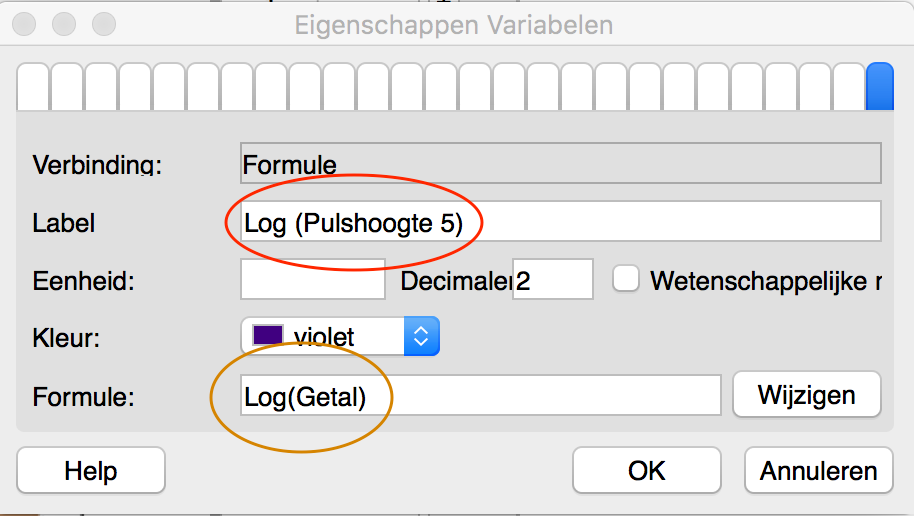 Eigenschappen Variabelen
Verbinding: Formule
Label Log (Pulshoogte 5)
Eenheid: Decimalen 2 Wetenschappelijke
Kleur: violet
Formule: Log(Getal) Wijzigen
Help OK Annuleren